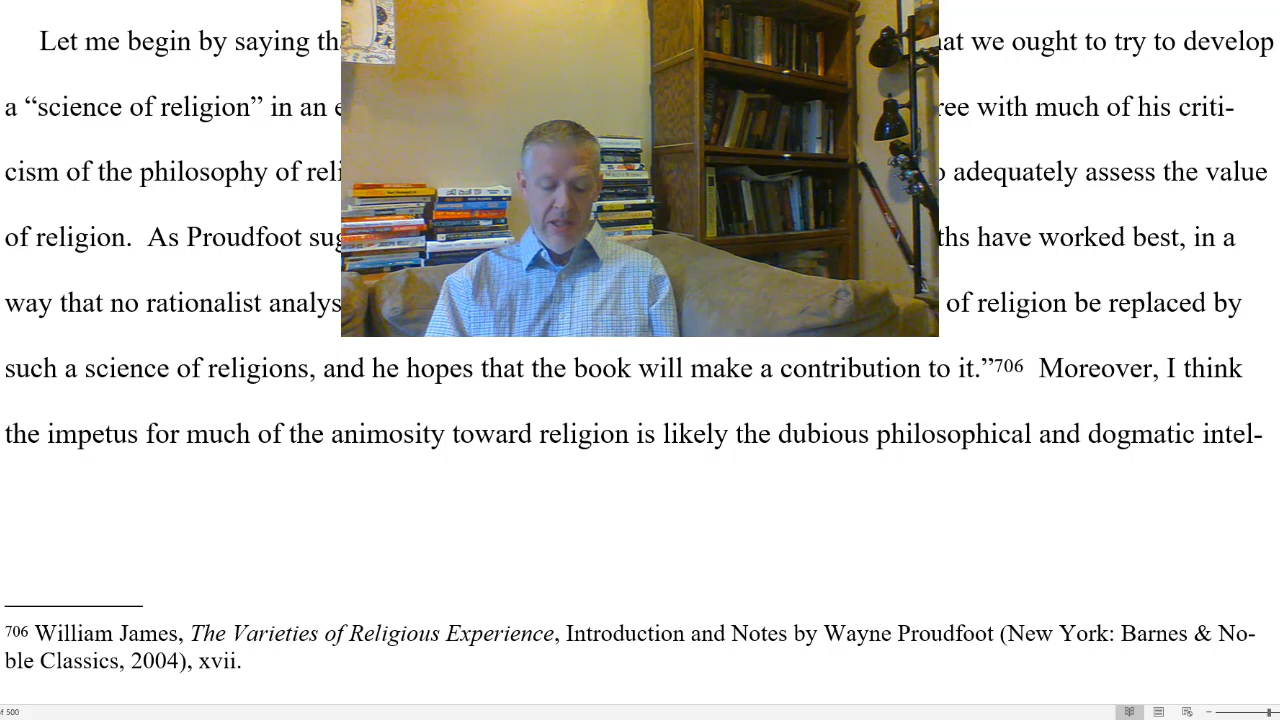 Let me begin by saying th at we ought to try to develop
a “science of religion” in an e ree with much of his criti-
cism of the philosophy of reli o adequately assess the value
of religion. As Proudfoot sug ths have worked best, in a
way that no rationalist analys of religion be replaced by
such a science of religions, and he hopes that the book will make a contribution to it.”706 Moreover, I think
the impetus for much of the animosity toward religion is likely the dubious philosophical and dogmatic intel-
706 William James, The Varieties of Religious Experience, Introduction and Notes by Wayne Proudfoot (New York: Barnes & No-
ble Classics, 2004), xvii.
of 500